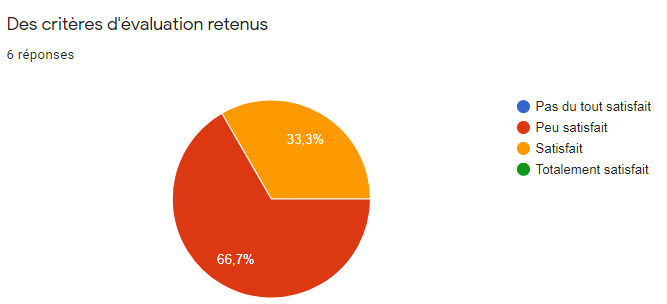 Des critères d'évaluation retenus
6 réponses
33,3%
66,7%
Pas du tout satisfait
Peu satisfait
Satisfait
Totalement satisfait